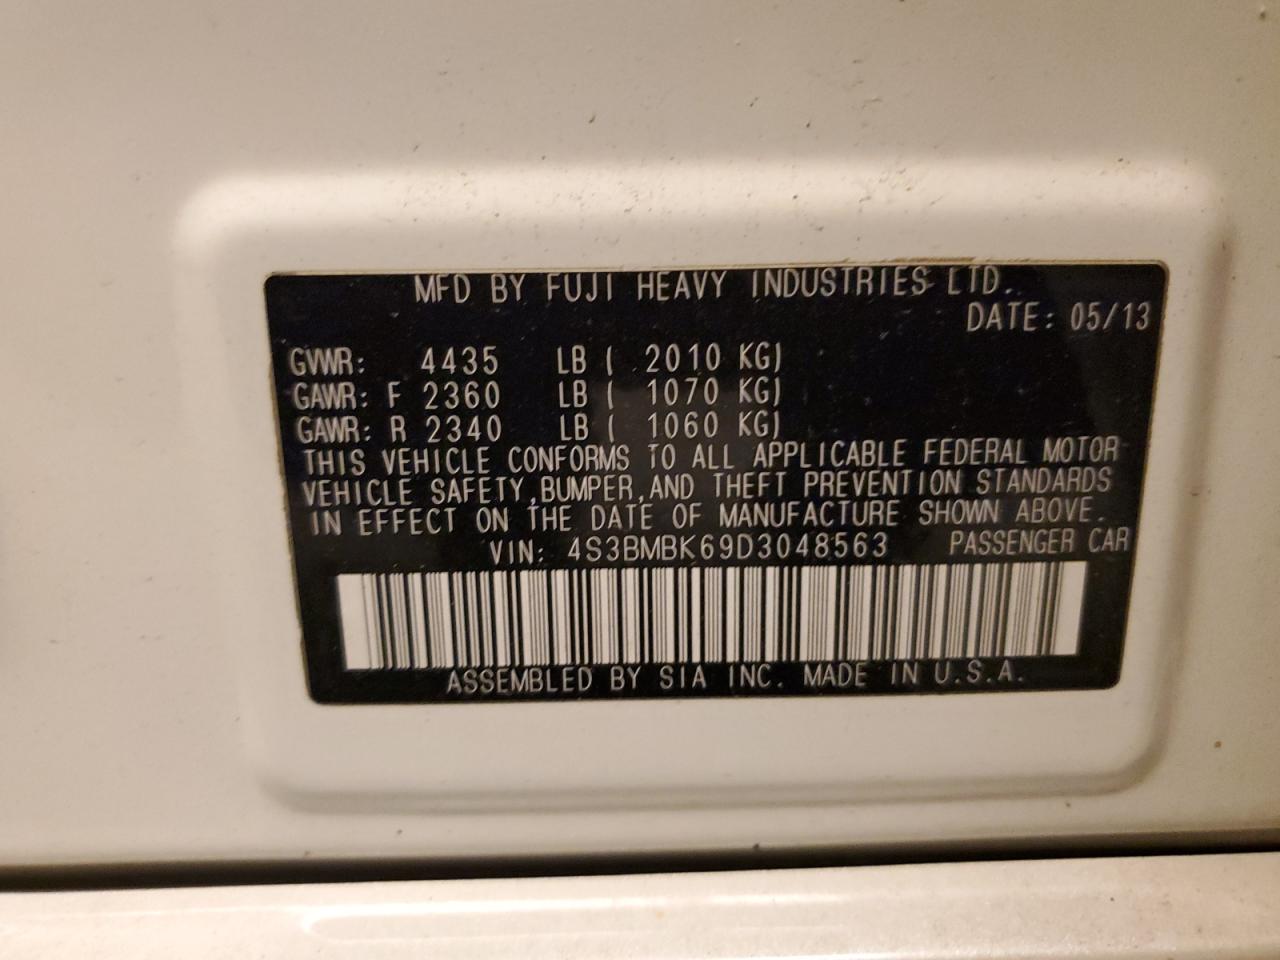 MFD BY FUJI HEAVY INDUSTRIES LTD.
DATE: 05/13
GVWR: 4435 LB ( 2010 KG)
GAWR: F 2360 LB ( 1070 KG)
GAWR: R 2340 LB ( 1060 KG)
THIS VEHICLE CONFORMS TO ALL APPLICABLE FEDERAL MOTOR
VEHICLE SAFETY,BUMPER,AND THEFT PREVENTION STANDARDS
IN EFFECT ON THE DATE OF MANUFACTURE SHOWN ABOVE.
VIN: 4S3BMBK69D3048563 PASSENGER CAR
ASSEMBLED BY SIA INC. MADE IN U.S.A.